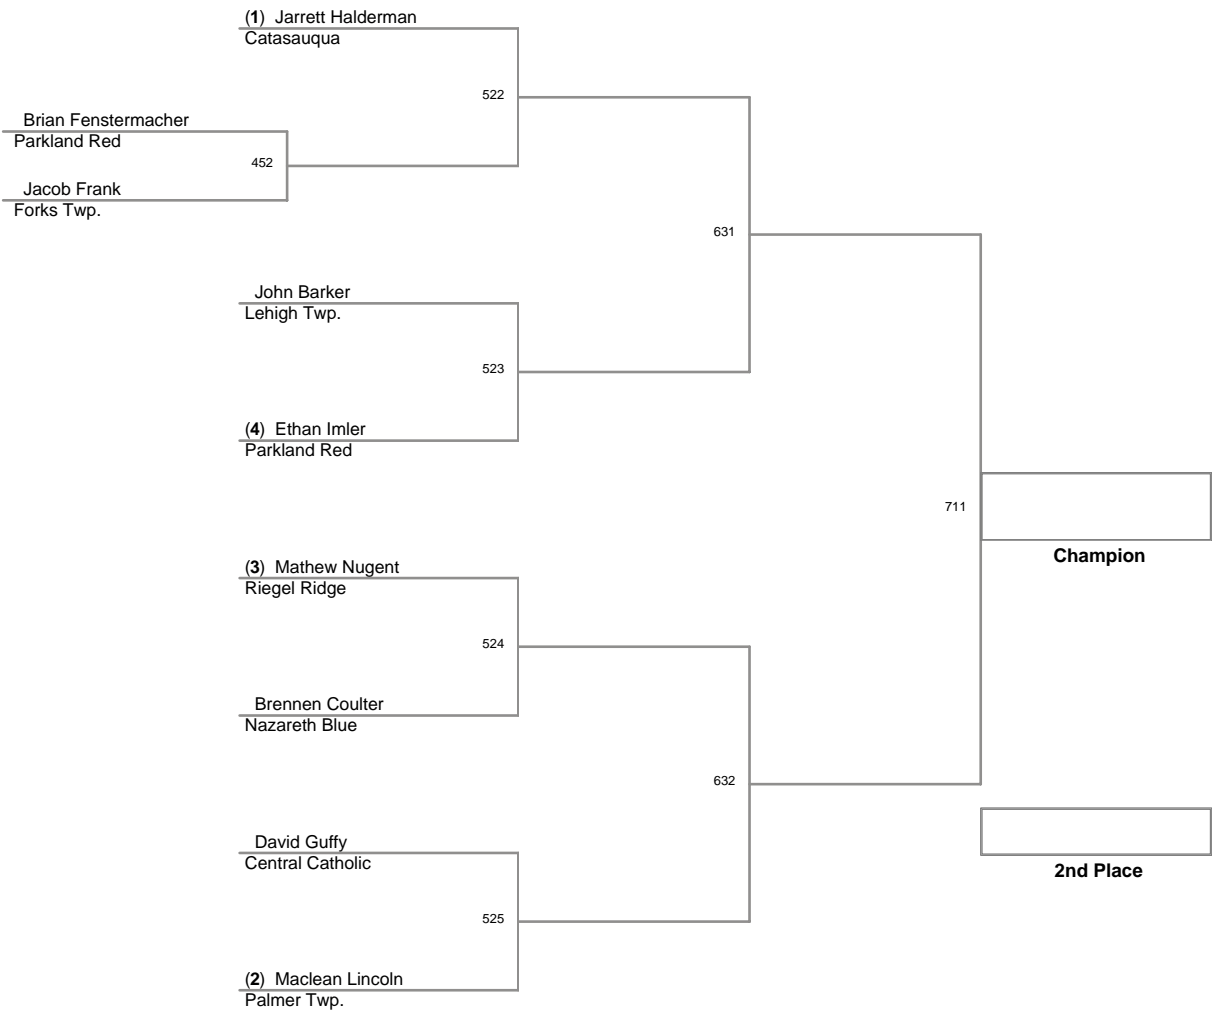 (1) Jarrett Halderman
Catasauqua
522
Brian Fenstermacher
Parkland Red
452
Jacob Frank
Forks Twp.
631
John Barker
Lehigh Twp.
523
(4) Ethan Imler
Parkland Red
711
Champion
(3) Mathew Nugent
Riegel Ridge
524
Brennen Coulter
Nazareth Blue
632
David Guffy
Central Catholic
2nd Place
525
(2) Maclean Lincoln
Palmer Twp.